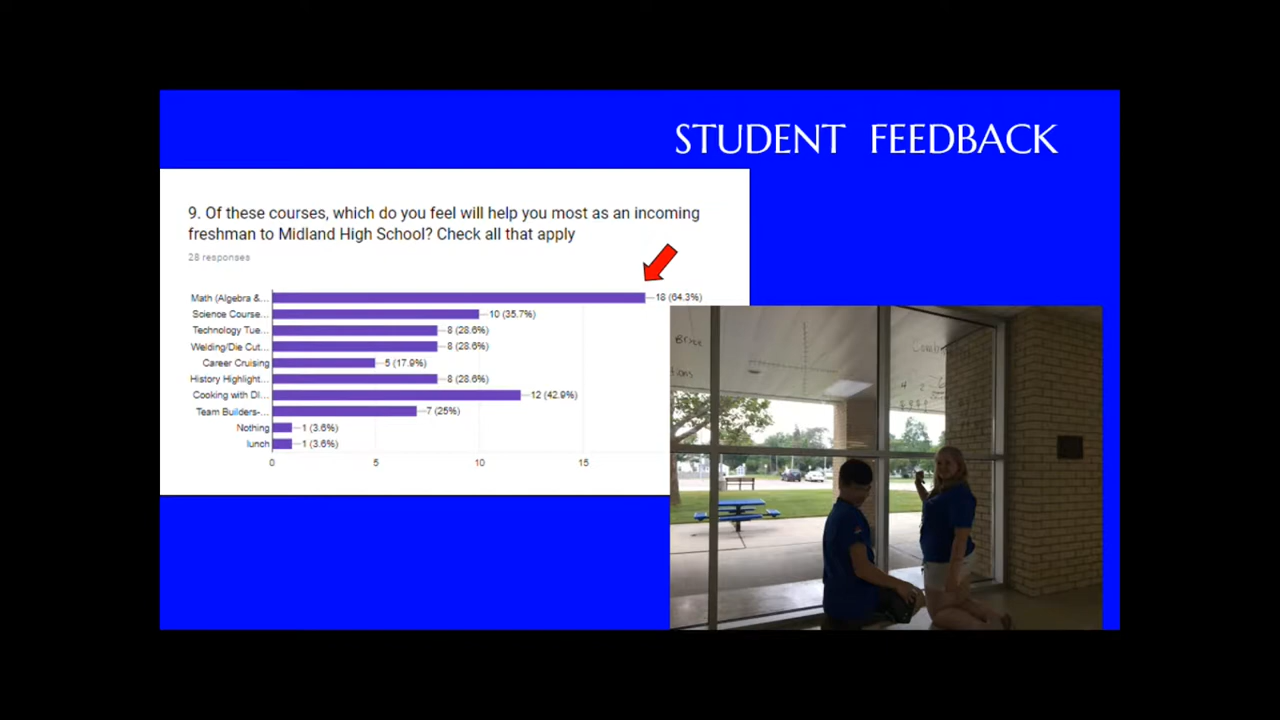 STUDENT FEEDBACK
9. Of these courses, which do you feel will help you most as an incoming
freshman to Midland High School? Check all that apply
28 responses
Math (Algebra &... 18 (64.3%)
Science Course... 10 (35.7%)
Technology Tue... 8 (28.6%)
Welding/Die Cut... 8 (28.6%)
Career Cruising 5 (17.9%)
History Highlight... 8 (28.6%)
Cooking with DI... 12 (42.9%)
Team Builders-... 7 (25%)
Nothing 1 (3.6%)
lunch 1 (3.6%)
0 5 10 15